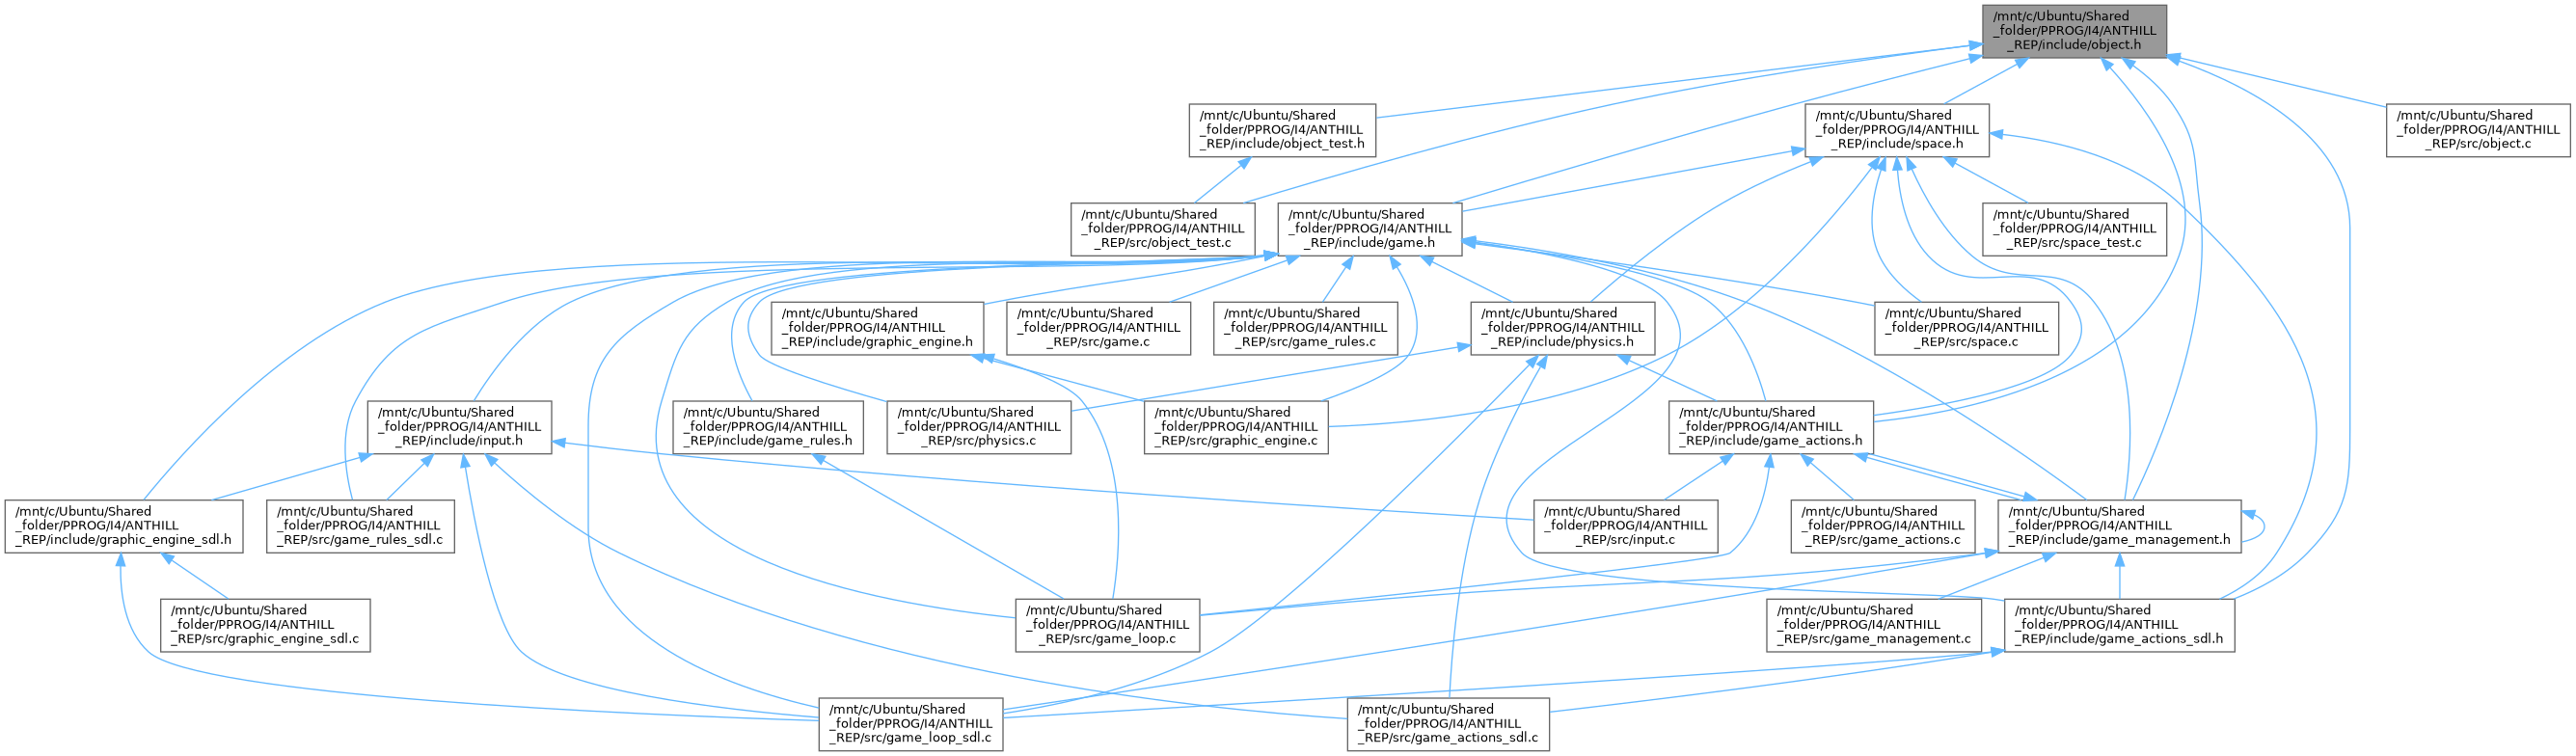 /mnt/c/Ubuntu/Shared
_folder/PPROG/I4/ANTHILL
_REP/include/object.h
/mnt/c/Ubuntu/Shared
_folder/PPROG/I4/ANTHILL
_REP/include/object_test.h
/mnt/c/Ubuntu/Shared
_folder/PPROG/I4/ANTHILL
_REP/include/space.h
/mnt/c/Ubuntu/Shared
_folder/PPROG/I4/ANTHILL
_REP/src/object.c
/mnt/c/Ubuntu/Shared
_folder/PPROG/I4/ANTHILL
_REP/src/object_test.c
/mnt/c/Ubuntu/Shared
_folder/PPROG/I4/ANTHILL
_REP/include/game.h
/mnt/c/Ubuntu/Shared
_folder/PPROG/I4/ANTHILL
_REP/src/space_test.c
/mnt/c/Ubuntu/Shared
_folder/PPROG/I4/ANTHILL
_REP/include/graphic_engine.h
/mnt/c/Ubuntu/Shared
_folder/PPROG/I4/ANTHILL
_REP/src/game.c
/mnt/c/Ubuntu/Shared
_folder/PPROG/I4/ANTHILL
_REP/src/game_rules.c
/mnt/c/Ubuntu/Shared
_folder/PPROG/I4/ANTHILL
_REP/include/physics.h
/mnt/c/Ubuntu/Shared
_folder/PPROG/I4/ANTHILL
_REP/src/space.c
/mnt/c/Ubuntu/Shared
_folder/PPROG/I4/ANTHILL
_REP/include/input.h
/mnt/c/Ubuntu/Shared
_folder/PPROG/I4/ANTHILL
_REP/include/game_rules.h
/mnt/c/Ubuntu/Shared
_folder/PPROG/I4/ANTHILL
_REP/src/physics.c
/mnt/c/Ubuntu/Shared
_folder/PPROG/I4/ANTHILL
_REP/src/graphic_engine.c
/mnt/c/Ubuntu/Shared
_folder/PPROG/I4/ANTHILL
_REP/include/game_actions.h
/mnt/c/Ubuntu/Shared
_folder/PPROG/I4/ANTHILL
_REP/include/graphic_engine_sdl.h
/mnt/c/Ubuntu/Shared
_folder/PPROG/I4/ANTHILL
_REP/src/game_rules_sdl.c
/mnt/c/Ubuntu/Shared
_folder/PPROG/I4/ANTHILL
_REP/src/input.c
/mnt/c/Ubuntu/Shared
_folder/PPROG/I4/ANTHILL
_REP/src/game_actions.c
/mnt/c/Ubuntu/Shared
_folder/PPROG/I4/ANTHILL
_REP/include/game_management.h
/mnt/c/Ubuntu/Shared
_folder/PPROG/I4/ANTHILL
_REP/src/graphic_engine_sdl.c
/mnt/c/Ubuntu/Shared
_folder/PPROG/I4/ANTHILL
_REP/src/game_loop.c
/mnt/c/Ubuntu/Shared
_folder/PPROG/I4/ANTHILL
_REP/src/game_management.c
/mnt/c/Ubuntu/Shared
_folder/PPROG/I4/ANTHILL
_REP/include/game_actions_sdl.h
/mnt/c/Ubuntu/Shared
_folder/PPROG/I4/ANTHILL
_REP/src/game_loop_sdl.c
/mnt/c/Ubuntu/Shared
_folder/PPROG/I4/ANTHILL
_REP/src/game_actions_sdl.c